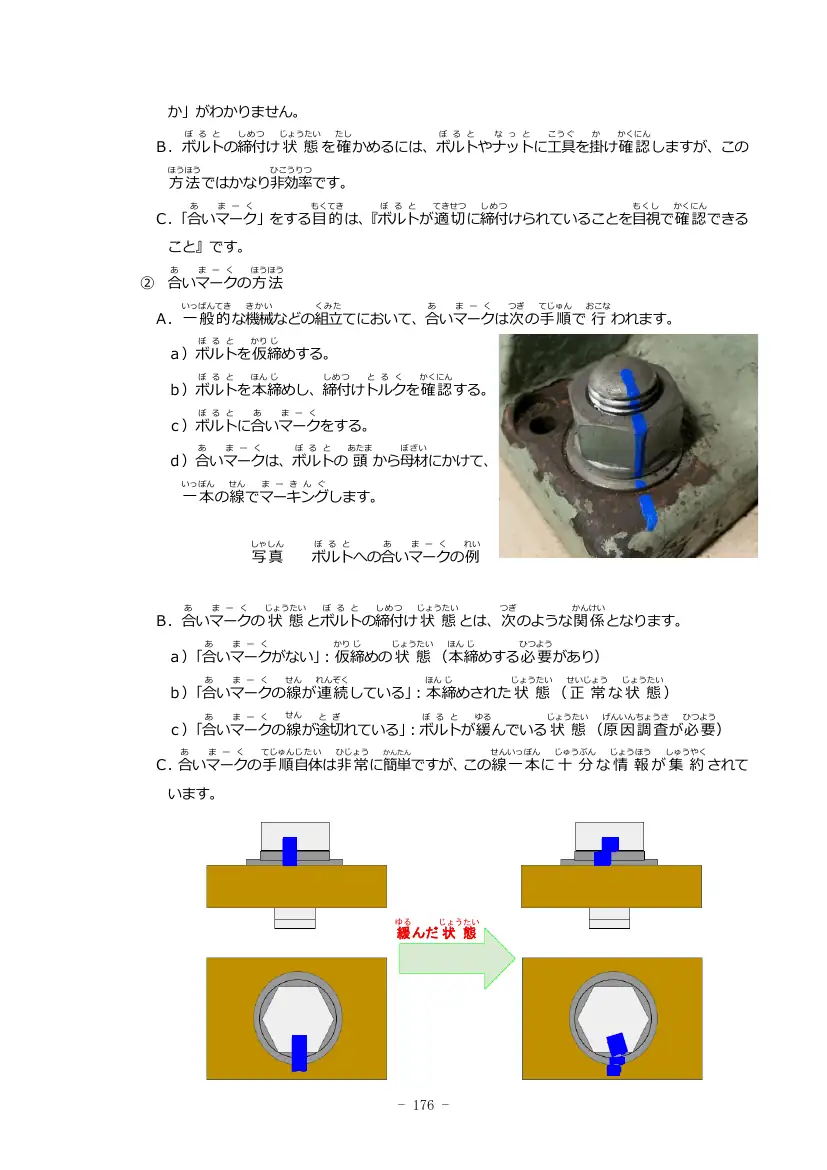 か」がわかりません。
B．ボルトの締付け状態を確かめるには、ボルトやナットに工具を掛け確認しますが、この
方法ではかなり非効率です。
C．「合いマーク」をする目的は、『ボルトが適切に締付けられていることを目視で確認できる
こと』です。
② 合いマークの方法
A．一般的な機械などの組立てにおいて、合いマークは次の手順で行われます。
a）ボルトを仮締めする。
b）ボルトを本締めし、締付けトルクを確認する。
c）ボルトに合いマークをする。
d）合いマークは、ボルトの頭から母材にかけて、
一本の線でマーキングします。
写真　ボルトへの合いマークの例
B．合いマークの状態とボルトの締付け状態とは、次のような関係となります。
a）「合いマークがない」：仮締めの状態（本締めする必要があり）
b）「合いマークの線が連続している」：本締めされた状態（正常な状態）
c）「合いマークの線が途切れている」：ボルトが緩んでいる状態（原因調査が必要）
C．合いマークの手順自体は非常に簡単ですが、この線一本に十分な情報が集約されて
います。
緩んだ状態
- 176 -